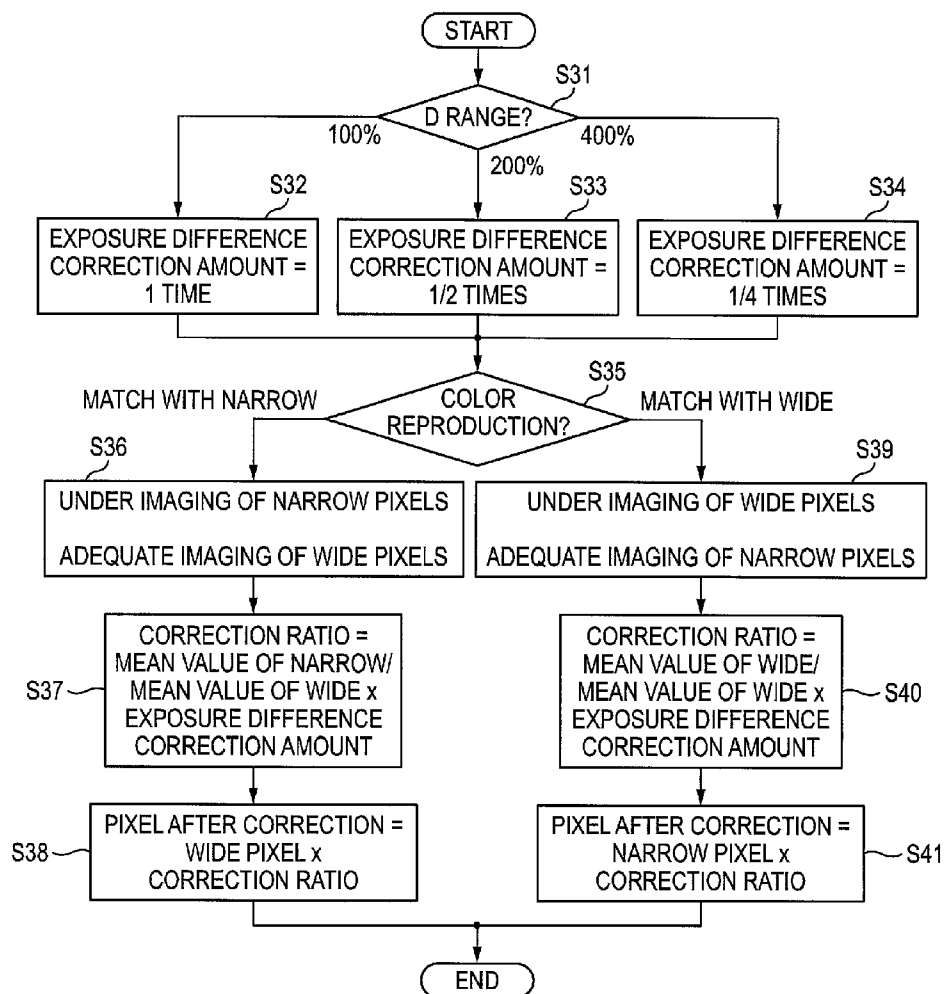 START
S31
D RANGE?
100%
400%
200%
S32
EXPOSURE DIFFERENCE
CORRECTION AMOUNT =
1 TIME
S33
EXPOSURE DIFFERENCE
CORRECTION AMOUNT =
1/2 TIMES
S34
EXPOSURE DIFFERENCE
CORRECTION AMOUNT =
1/4 TIMES
S35
COLOR
REPRODUCTION?
MATCH WITH NARROW
MATCH WITH WIDE
S36
UNDER IMAGING OF NARROW PIXELS
ADEQUATE IMAGING OF WIDE PIXELS
S39
UNDER IMAGING OF WIDE PIXELS
ADEQUATE IMAGING OF NARROW PIXELS
S37
CORRECTION RATIO =
MEAN VALUE OF NARROW/
MEAN VALUE OF WIDE x
EXPOSURE DIFFERENCE
CORRECTION AMOUNT
CORRECTION RATIO =
MEAN VALUE OF WIDE/
MEAN VALUE OF WIDE x
EXPOSURE DIFFERENCE
CORRECTION AMOUNT
S40
S38
PIXEL AFTER CORRECTION =
WIDE PIXEL x
CORRECTION RATIO
PIXEL AFTER CORRECTION =
NARROW PIXEL x
CORRECTION RATIO
S41
END